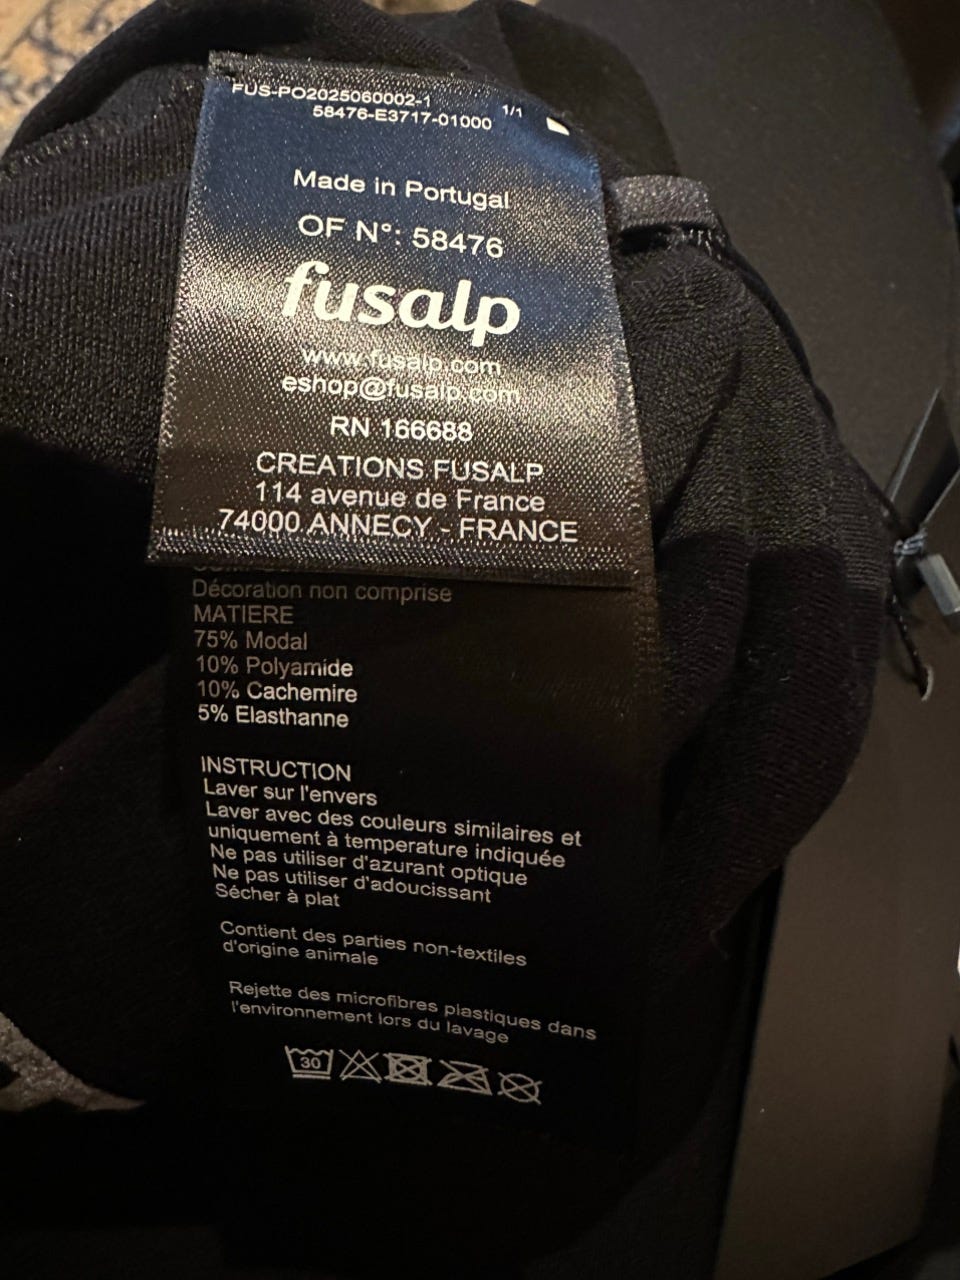 FUS-PO2025060002-1
58476-E3717-01000 1/1
Made in Portugal
OF N°: 58476
fusalp
www.fusalp.com
eshop@fusalp.com
RN 166688
CREATIONS FUSALP
114 avenue de France
74000 ANNECY - FRANCE
Décoration non comprise
MATIERE
75% Modal
10% Polyamide
10% Cachemire
5% Elasthanne
INSTRUCTION
Laver sur l'envers
Laver avec des couleurs similaires et
uniquement à temperature indiquée
Ne pas utiliser d'azurant optique
Ne pas utiliser d'adoucissant
Sécher à plat
Contient des parties non-textiles
d'origine animale
Rejette des microfibres plastiques dans
l'environnement lors du lavage
30